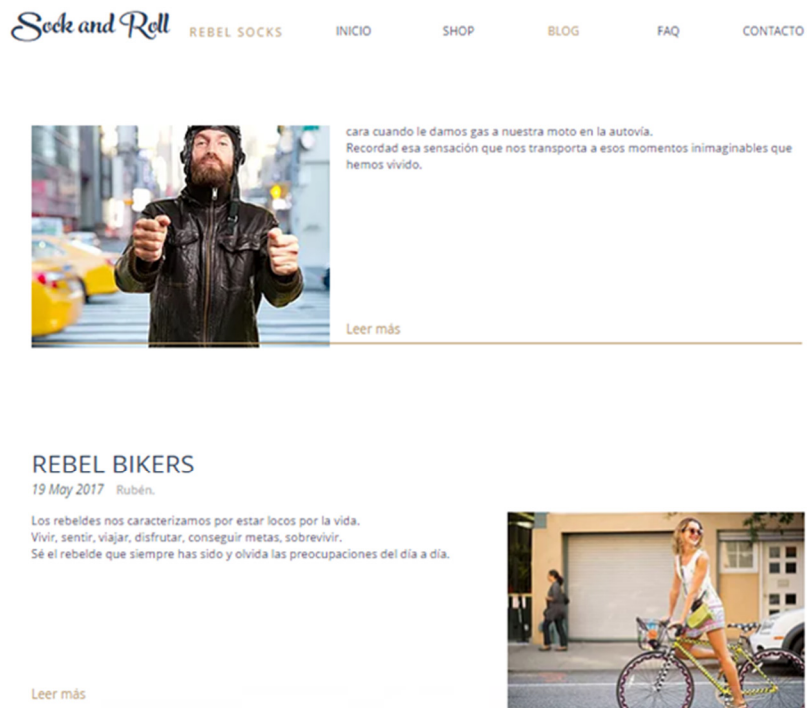 Sock and Roll
REBEL SOCKS
INICIO
SHOP
BLOG
FAQ
CONTACTO
cara cuando le damos gas a nuestra moto en la autovía.
Recordad esa sensación que nos transporta a esos momentos inimaginables que
hemos vivido.
Leer más
REBEL BIKERS
19 May 2017 Rubén.
Los rebeldes nos caracterizamos por estar locos por la vida.
Vivir, sentir, viajar, disfrutar, conseguir metas, sobrevivir.
Sé el rebelde que siempre has sido y olvida las preocupaciones del día a día.
Leer más